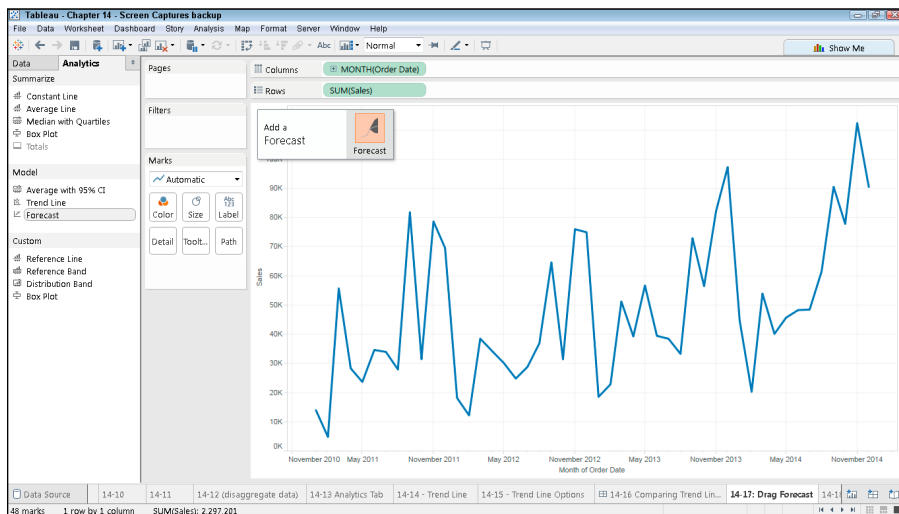 Tableau - Chapter 14 - Screen Captures backup
File Data Worksheet Dashboard Story Analysis Map Format Server Window Help
Abc Normal Show Me
Data Analytics
Summarize
Constant Line
Average Line
Median with Quartiles
Box Plot
Totals
Model
Average with 95% CI
Trend Line
Forecast
Custom
Reference Line
Reference Band
Distribution Band
Box Plot
Pages
Filters
Marks
Automatic
Color Size Abc 123 Label
Detail Toolt... Path
Columns MONTH(Order Date)
Rows SUM(Sales)
Add a
Forecast
Forecast
90K
80K
70K
60K
50K
40K
30K
20K
10K
0K
Sales
November 2010 May 2011 November 2011 May 2012 November 2012 May 2013 November 2013 May 2014 November 2014
Month of Order Date
Data Source 14-10 14-11 14-12 (disaggregate data) 14-13 Analytics Tab 14-14 - Trend Line 14-15 - Trend Line Options 14-16 Comparing Trend Lin... 14-17: Drag Forecast
48 marks 1 row by 1 column SUM(Sales): 2,297,201